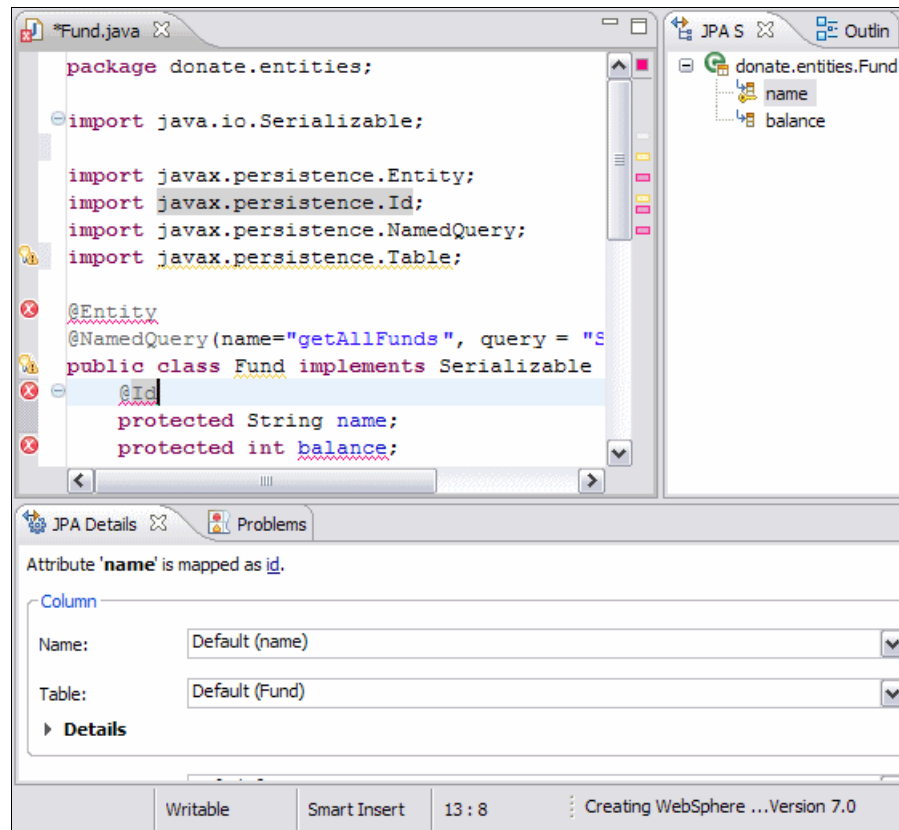 *Fund.java
package donate.entities;
import java.io.Serializable;
import javax.persistence.Entity;
import javax.persistence.Id;
import javax.persistence.NamedQuery;
import javax.persistence.Table;
@Entity
@NamedQuery(name="getAllFunds", query = "S
public class Fund implements Serializable
@Id
protected String name;
protected int balance;
JPA S
Outlin
donate.entities.Fund
name
balance
JPA Details
Problems
Attribute 'name' is mapped as id.
Column
Name:
Default (name)
Table:
Default (Fund)
Details
Writable
Smart Insert
13 : 8
Creating WebSphere ...Version 7.0